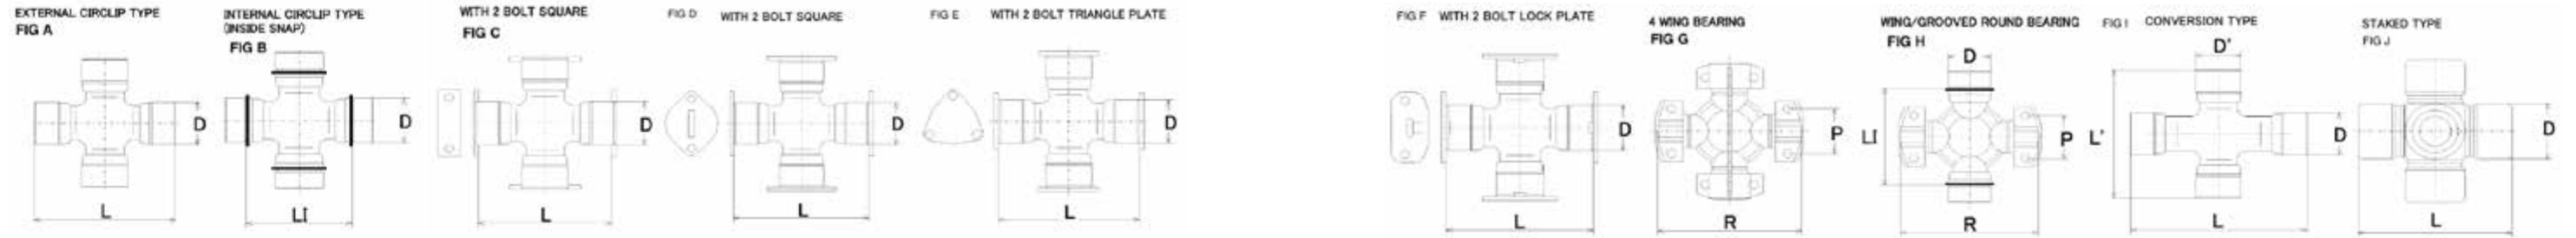 EXTERNAL CIRCLIP TYPE
FIG A
D
L
INTERNAL CIRCLIP TYPE
(INSIDE SNAP)
FIG B
D
LI
WITH 2 BOLT SQUARE
FIG C
D
L
FIG D WITH 2 BOLT SQUARE
D
L
FIG E WITH 2 BOLT TRIANGLE PLATE
D
L
FIG F WITH 2 BOLT LOCK PLATE
D
L
4 WING BEARING
FIG G
P
R
WING/GROOVED ROUND BEARING
FIG H
D
LI
P
R
FIG I CONVERSION TYPE
D'
L'
D
L
STAKED TYPE
FIG J
D
L